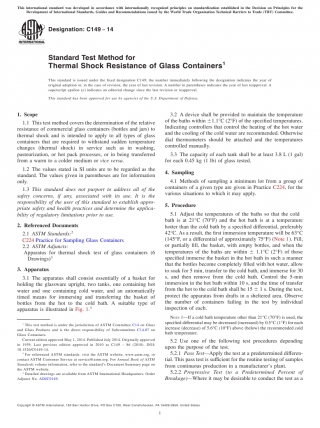 This international standard was developed in accordance with internationally recognized principles on standardization established in the Decision on Principles for the
Development of International Standards, Guides and Recommendations issued by the World Trade Organization Technical Barriers to Trade (TBT) Committee.
Designation: C149 − 14
Standard Test Method for
Thermal Shock Resistance of Glass Containers1
This standard is issued under the fixed designation C149; the number immediately following the designation indicates the year of
original adoption or, in the case of revision, the year of last revision. A number in parentheses indicates the year of last reapproval. A
superscript epsilon (ε) indicates an editorial change since the last revision or reapproval.
This standard has been approved for use by agencies of the U.S. Department of Defense.
1. Scope
1.1 This test method covers the determination of the relative
resistance of commercial glass containers (bottles and jars) to
thermal shock and is intended to apply to all types of glass
containers that are required to withstand sudden temperature
changes (thermal shock) in service such as in washing,
pasteurization, or hot pack processes, or in being transferred
from a warm to a colder medium or vice versa.
1.2 The values stated in SI units are to be regarded as the
standard. The values given in parentheses are for information
only.
1.3 This standard does not purport to address all of the
safety concerns, if any, associated with its use. It is the
responsibility of the user of this standard to establish appro-
priate safety and health practices and determine the applica-
bility of regulatory limitations prior to use.
2. Referenced Documents
2.1 ASTM Standards:2
C224 Practice for Sampling Glass Containers
2.2 ASTM Adjuncts:
Apparatus for thermal shock test of glass containers (6
Drawings)3
3. Apparatus
3.1 The apparatus shall consist essentially of a basket for
holding the glassware upright, two tanks, one containing hot
water and one containing cold water, and an automatically
timed means for immersing and transferring the basket of
bottles from the hot to the cold bath. A suitable type of
apparatus is illustrated in Fig. 1.3
1 This test method is under the jurisdiction of ASTM Committee C14 on Glass
and Glass Products and is the direct responsibility of Subcommittee C14.07 on
Glass Containers.
Current edition approved May 1, 2014. Published July 2014. Originally approved
in 1939. Last previous edition approved in 2010 as C149 – 86 (2010). DOI:
10.1520/C0149-14.
2 For referenced ASTM standards, visit the ASTM website, www.astm.org, or
contact ASTM Customer Service at service@astm.org. For Annual Book of ASTM
Standards volume information, refer to the standard's Document Summary page on
the ASTM website.
3 Detailed drawings are available from ASTM International Headquarters. Order
Adjunct No. ADJC0149.
3.2 A device shall be provided to maintain the temperature
of the baths within ±1.1°C (2°F) of the specified temperatures.
Indicating controllers that control the heating of the hot water
and the cooling of the cold water are recommended. Otherwise
dial thermometers should be attached and the temperatures
controlled manually.
3.3 The capacity of each tank shall be at least 3.8 L (1 gal)
for each 0.45 kg (1 lb) of glass tested.
4. Sampling
4.1 Methods of sampling a minimum lot from a group of
containers of a given type are given in Practice C224, for the
various situations to which it may apply.
5. Procedure
5.1 Adjust the temperatures of the baths so that the cold
bath is at 21°C (70°F) and the hot bath is at a temperature
hotter than the cold bath by a specified differential, preferably
42°C. As a result, the first immersion temperature will be 63°C
(145°F, or a differential of approximately 75°F) (Note 1). Fill,
or partially fill, the basket, with empty bottles, and when the
temperatures of the baths are within ± 1.1°C (2°F) of those
specified immerse the basket in the hot bath in such a manner
that the bottles become completely filled with hot water, allow
to soak for 5 min, transfer to the cold bath, and immerse for 30
s, and then remove from the cold bath. Control the 5-min
immersion in the hot bath within 10 s, and the time of transfer
from the hot to the cold bath shall be 15 ± 1 s. During the test,
protect the apparatus from drafts in a sheltered area. Observe
the number of containers failing in the test by individual
inspection of each.
NOTE 1—If a cold bath temperature other than 21°C (70°F) is used, the
specified differential may be decreased (increased) by 0.5°C (1°F) for each
increase (decrease) of 5.6°C (10°F) above (below) the recommended cold
water temperature.
5.2 Use one of the following test procedures depending
upon the purpose of the test.
5.2.1 Pass Test—Apply the test at a predetermined differen-
tial. This pass test is sufficient for the routine testing of samples
from continuous production in a manufacturer's plant.
5.2.2 Progressive Test (to a Predetermined Percent of
Breakage)—Where it may be desirable to conduct the test as a
Copyright © ASTM International, 100 Barr Harbor Drive, PO Box C700, West Conshohocken, PA 19428-2959. United States
1